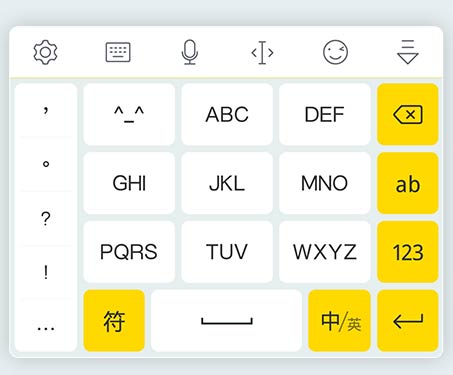 , ^_^ ABC DEF
。 GHI JKL MNO ab
? PQRS TUV WXYZ 123
!
... 符 中/英